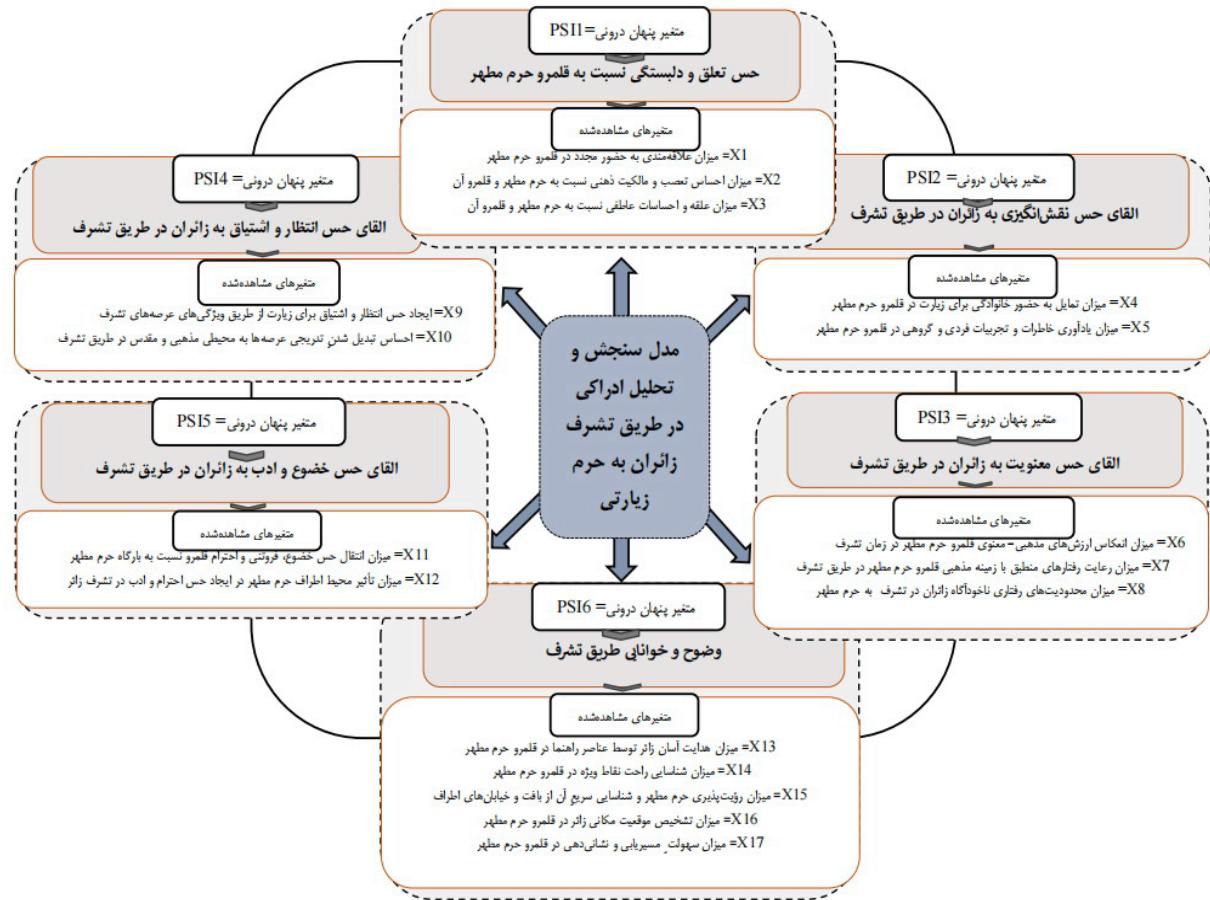 متغیر پنهان درونی= PSI1
حس تعلق و دلبستگی نسبت به قلمرو حرم مطهر
متغیرهای مشاهده‌شده
X1= میزان علاقه‌مندی به حضور مجدد در قلمرو حرم مطهر
X2= میزان احساس تعصب و مالکیت ذهنی نسبت به حرم مطهر و قلمرو آن
X3= میزان علقه و احساسات عاطفی نسبت به حرم مطهر و قلمرو آن
متغیر پنهان درونی= PSI2
القای حس نقش‌انگیزی به زائران در طریق تشرف
متغیرهای مشاهده‌شده
X4= میزان تمایل به حضور خانوادگی برای زیارت در قلمرو حرم مطهر
X5= میزان یادآوری خاطرات و تجربیات فردی و گروهی در قلمرو حرم مطهر
متغیر پنهان درونی= PSI4
القای حس انتظار و اشتیاق به زائران در طریق تشرف
متغیرهای مشاهده‌شده
X9= ایجاد حس انتظار و اشتیاق برای زیارت از طریق ویژگی‌های عرصه‌های تشرف
X10= احساس تبدیل شدنِ تدریجی عرصه‌ها به محیطی مذهبی و مقدس در طریق تشرف
مدل سنجش و
تحلیل ادراکی
در طریق تشرف
زائران به حرم
زیارتی
متغیر پنهان درونی= PSI3
القای حس معنویت به زائران در طریق تشرف
متغیرهای مشاهده‌شده
X6= میزان انعکاس ارزش‌های مذهبی- معنوی قلمرو حرم مطهر در زمان تشرف
X7= میزان رعایت رفتارهای منطبق با زمینه مذهبی قلمرو حرم مطهر در طریق تشرف
X8= میزان محدودیت‌های رفتاری ناخودآگاه زائران در تشرف به حرم مطهر
متغیر پنهان درونی= PSI5
القای حس خضوع و ادب به زائران در طریق تشرف
متغیرهای مشاهده‌شده
X11= میزان انتقال حس خضوع، فروتنی و احترام قلمرو نسبت به بارگاه حرم مطهر
X12= میزان تأثیر محیط اطراف حرم مطهر در ایجاد حس احترام و ادب در تشرف زائر
متغیر پنهان درونی= PSI6
وضوح و خوانایی طریق تشرف
متغیرهای مشاهده‌شده
X13= میزان هدایت آسان زائر توسط عناصر راهنما در قلمرو حرم مطهر
X14= میزان شناسایی راحت نقاط ویژه در قلمرو حرم مطهر
X15= میزان رؤیت‌پذیری حرم مطهر و شناسایی سریعِ آن از بافت و خیابان‌های اطراف
X16= میزان تشخیص موقعیت مکانی زائر در قلمرو حرم مطهر
X17= میزان سهولتِ مسیریابی و نشانی‌دهی در قلمرو حرم مطهر